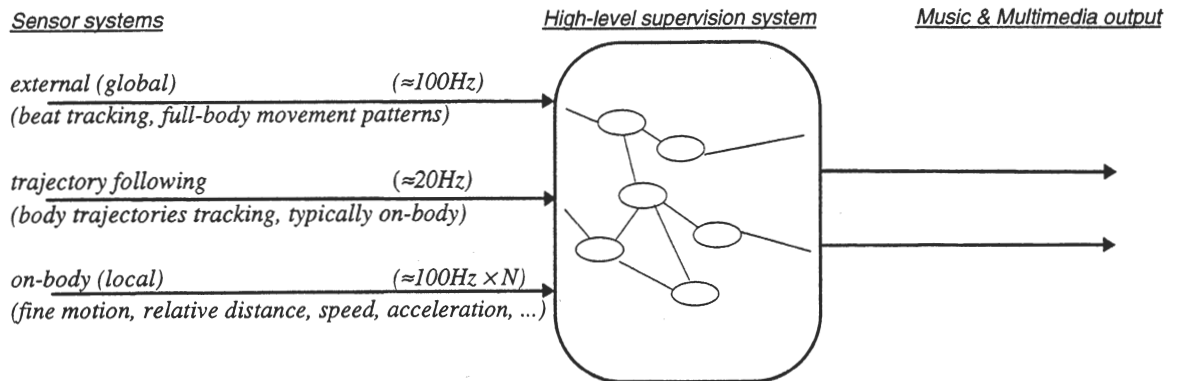 Sensor systems
High-level supervision system
Music & Multimedia output
external (global) (≈100Hz)
(beat tracking, full-body movement patterns)
trajectory following (≈20Hz)
(body trajectories tracking, typically on-body)
on-body (local) (≈100Hz ×N)
(fine motion, relative distance, speed, acceleration, ...)